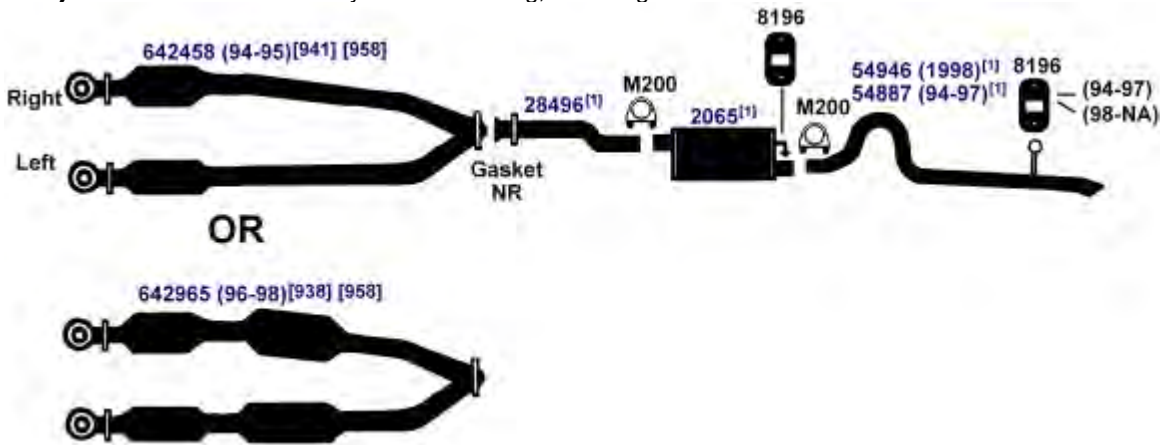 642458 (94-95)[941] [958]
Right
Left
28496[1]
M200
Gasket
NR
2065[1]
8196
M200
54946 (1998)[1]
54887 (94-97)[1]
8196
(94-97)
(98-NA)
OR
642965 (96-98)[938] [958]